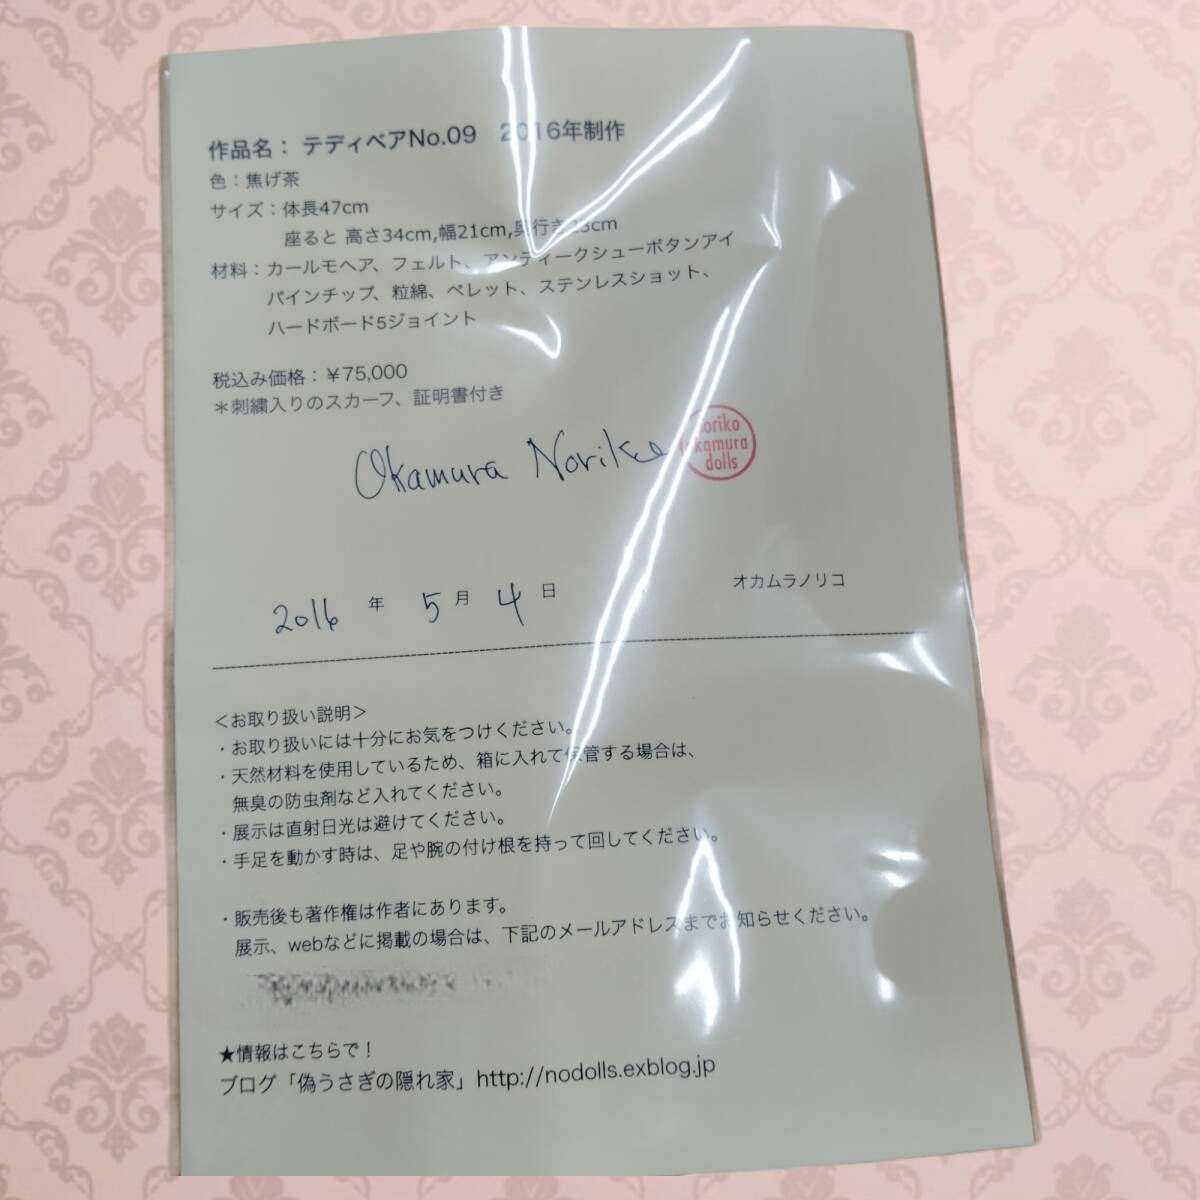 作品名： テディベアNo.09 2016年制作
色：焦げ茶
サイズ：体長47cm
座ると 高さ34cm,幅21cm,奥行き23cm
材料：カールモヘア、フェルト、アンティークシューボタンアイ
パインチップ、粒綿、ペレット、ステンレスショット、
ハードボード5ジョイント
税込み価格：￥75,000
＊刺繍入りのスカーフ、証明書付き
Okamura Noriko
noriko
okamura
dolls
2016 年 5 月 4 日
オカムラノリコ
＜お取り扱い説明＞
・お取り扱いには十分にお気をつけください。
・天然材料を使用しているため、箱に入れて保管する場合は、
無臭の防虫剤など入れてください。
・展示は直射日光は避けてください。
・手足を動かす時は、足や腕の付け根を持って回してください。
・販売後も著作権は作者にあります。
展示、webなどに掲載の場合は、下記のメールアドレスまでお知らせください。
★情報はこちらで！
ブログ「偽うさぎの隠れ家」http://nodolls.exblog.jp